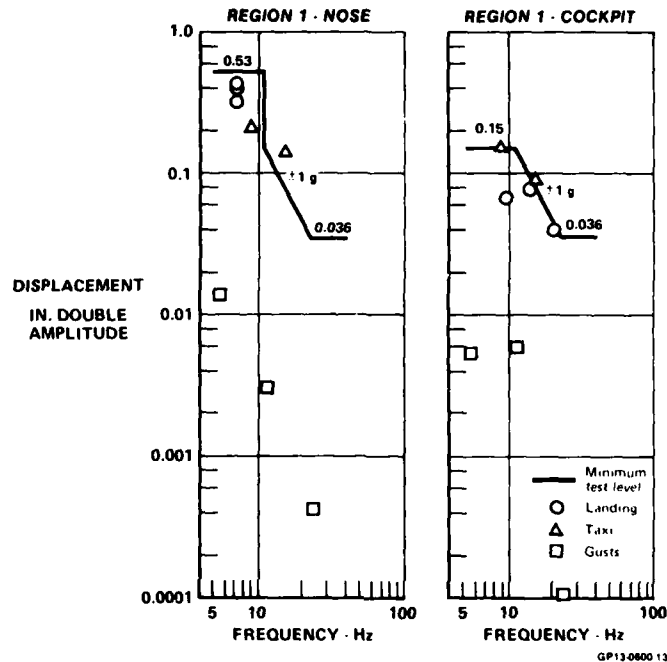 REGION 1 - NOSE
REGION 1 - COCKPIT
1.0
0.53
0.15
0.1
±1 g
±1 g
0.036
0.036
DISPLACEMENT
IN. DOUBLE
AMPLITUDE
0.01
0.001
Minimum
test level
Landing
Taxi
Gusts
0.0001
5 10 100
5 10 100
FREQUENCY - Hz
FREQUENCY - Hz
GP13-0600 13